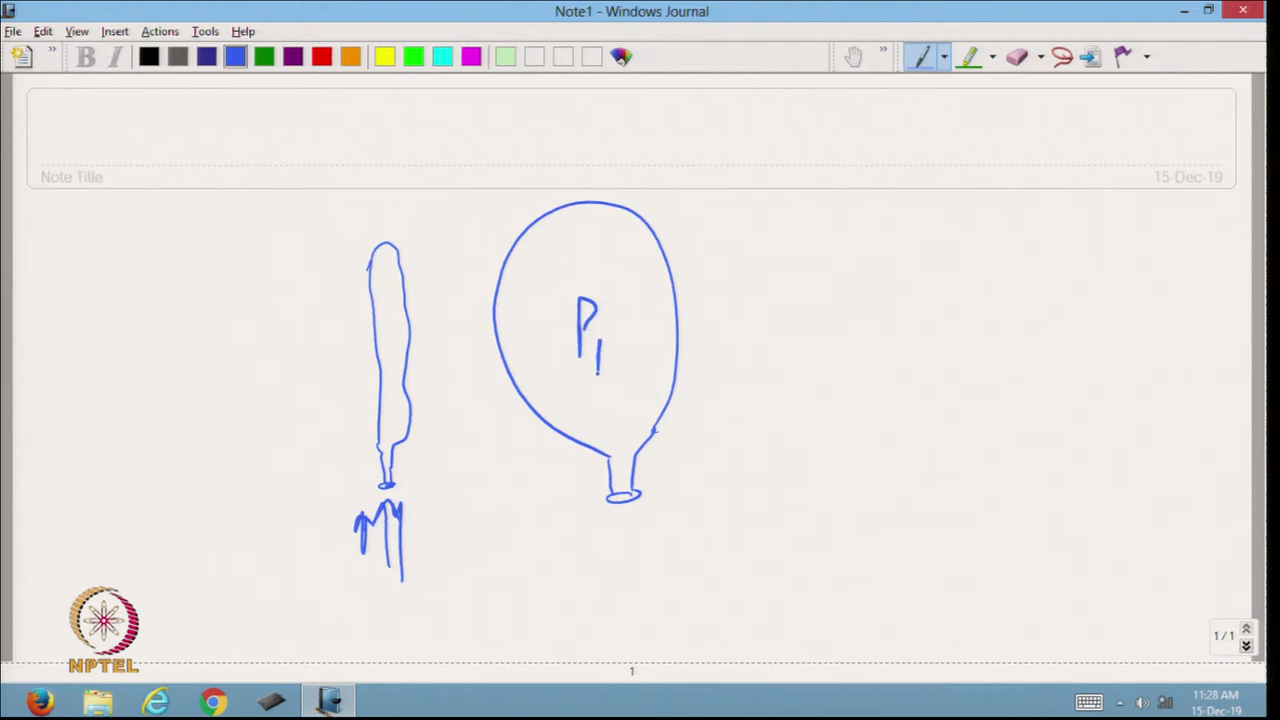 Note1 - Windows Journal
File Edit View Insert Actions Tools Help
B I
Note Title
15-Dec-19
P1
NPTEL
1 / 1
1
11:28 AM
15-Dec-19